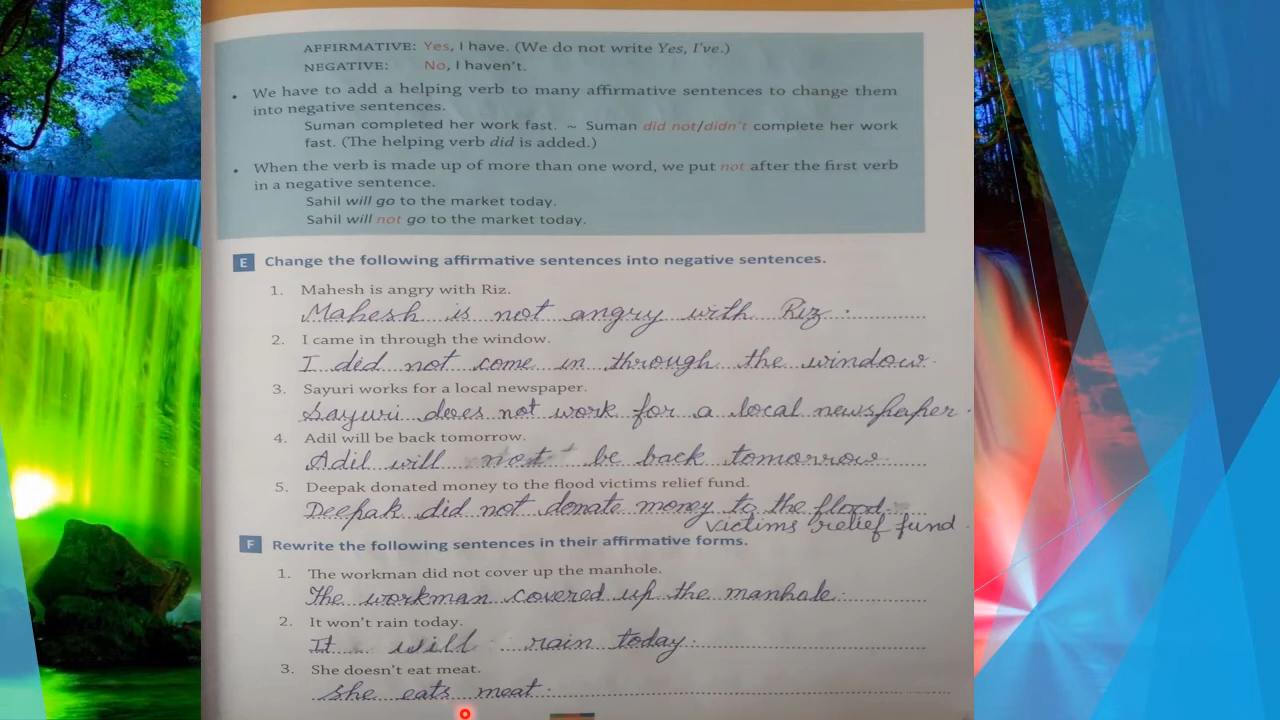 AFFIRMATIVE: Yes, I have. (We do not write Yes, I've.)
NEGATIVE: No, I haven't.
• We have to add a helping verb to many affirmative sentences to change them
into negative sentences.
Suman completed her work fast. ~ Suman did not/didn't complete her work
fast. (The helping verb did is added.)
• When the verb is made up of more than one word, we put not after the first verb
in a negative sentence.
Sahil will go to the market today.
Sahil will not go to the market today.
E Change the following affirmative sentences into negative sentences.
1. Mahesh is angry with Riz.
Mahesh is not angry with Riz.
2. I came in through the window.
I did not come in through the window.
3. Sayuri works for a local newspaper.
Sayuri does not work for a local newspaper.
4. Adil will be back tomorrow.
Adil will not be back tomorrow.
5. Deepak donated money to the flood victims relief fund.
Deepak did not donate money to the flood
victims relief fund.
F Rewrite the following sentences in their affirmative forms.
1. The workman did not cover up the manhole.
The workman covered up the manhole.
2. It won't rain today.
It will rain today.
3. She doesn't eat meat.
She eats meat.